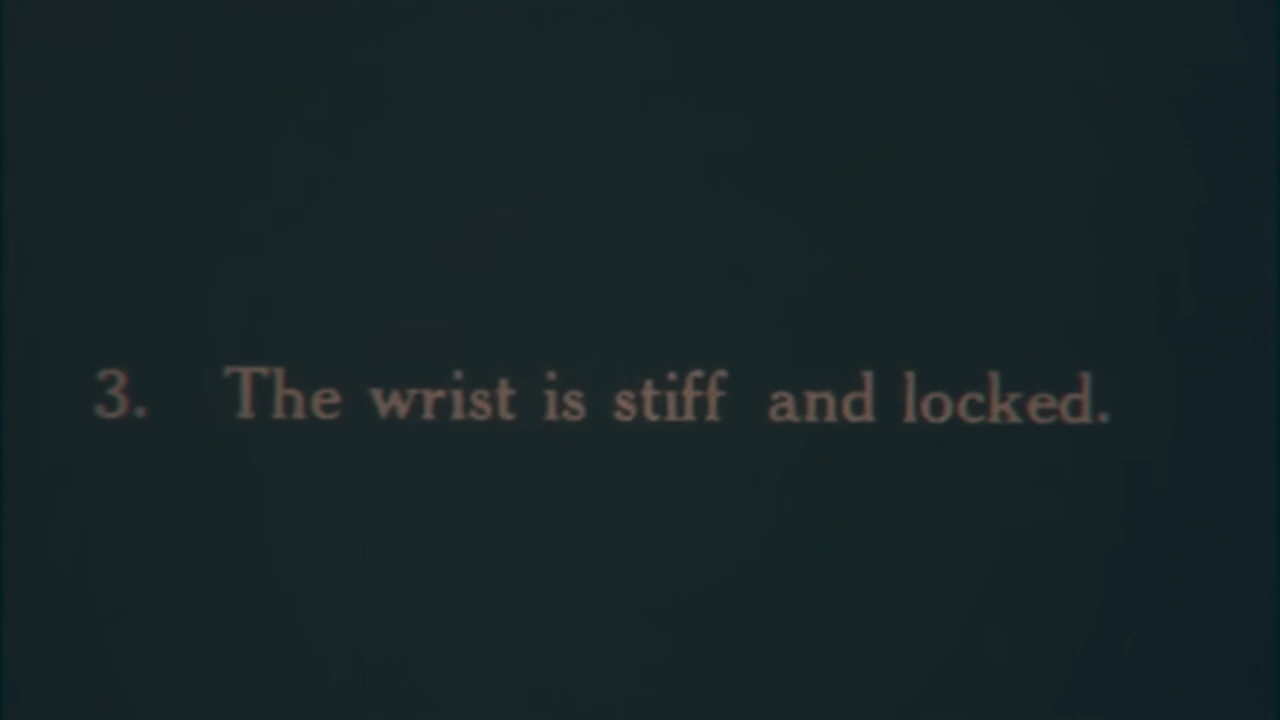 3. The wrist is stiff and locked.